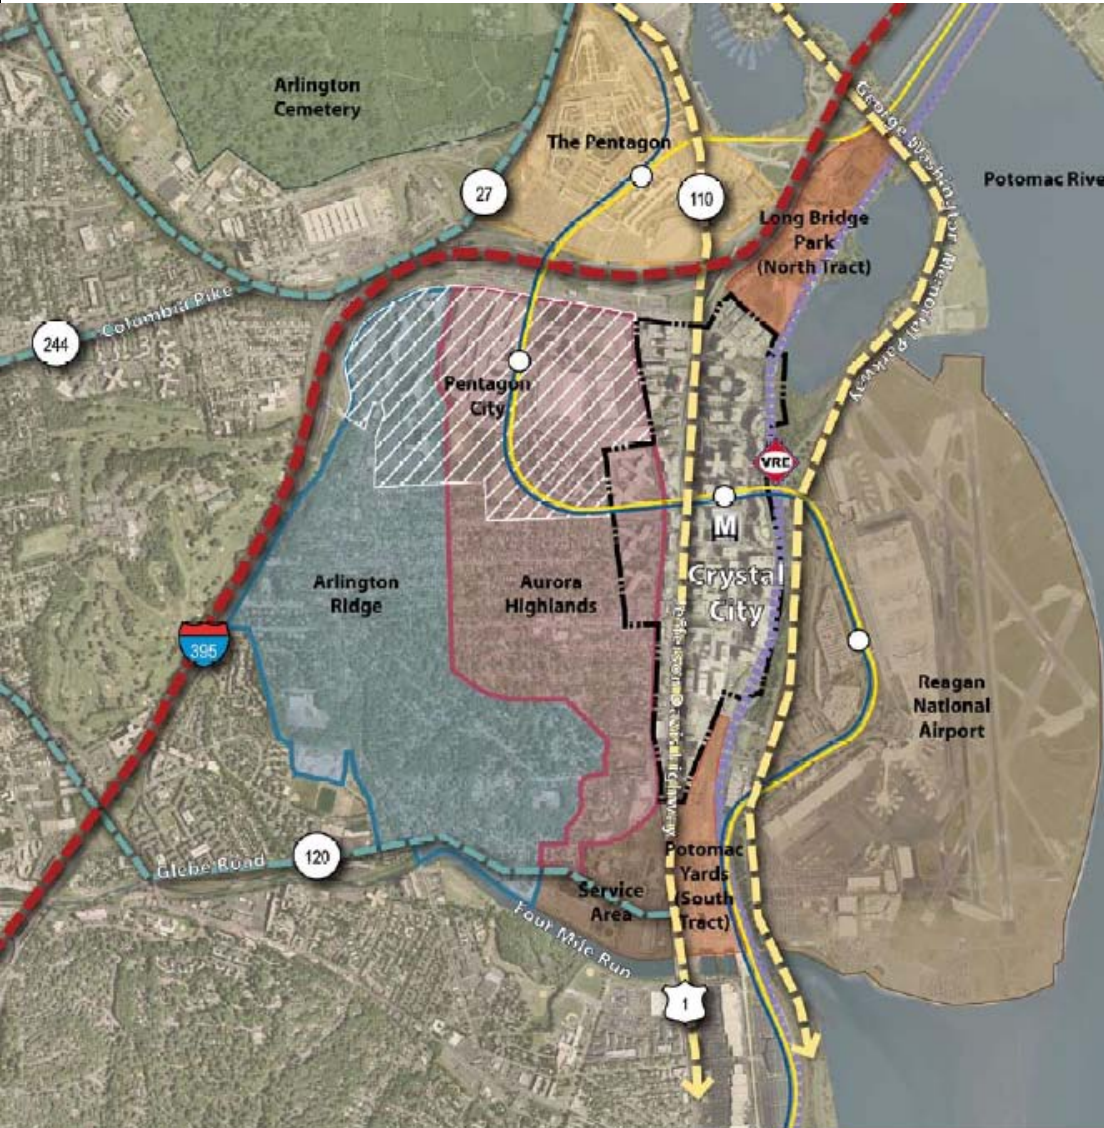 Arlington
Cemetery
The Pentagon
27
110
George Washington Memorial Parkway
Potomac Rive
Long Bridge
Park
(North Tract)
Columbia Pike
244
Pentagon
City
VRE
M
Crystal
City
Arlington
Ridge
Aurora
Highlands
395
Jefferson Davis Highway
Reagan
National
Airport
Globe Road
120
Potomac
Yards
(South
Tract)
Service
Area
Four Mile Run
1